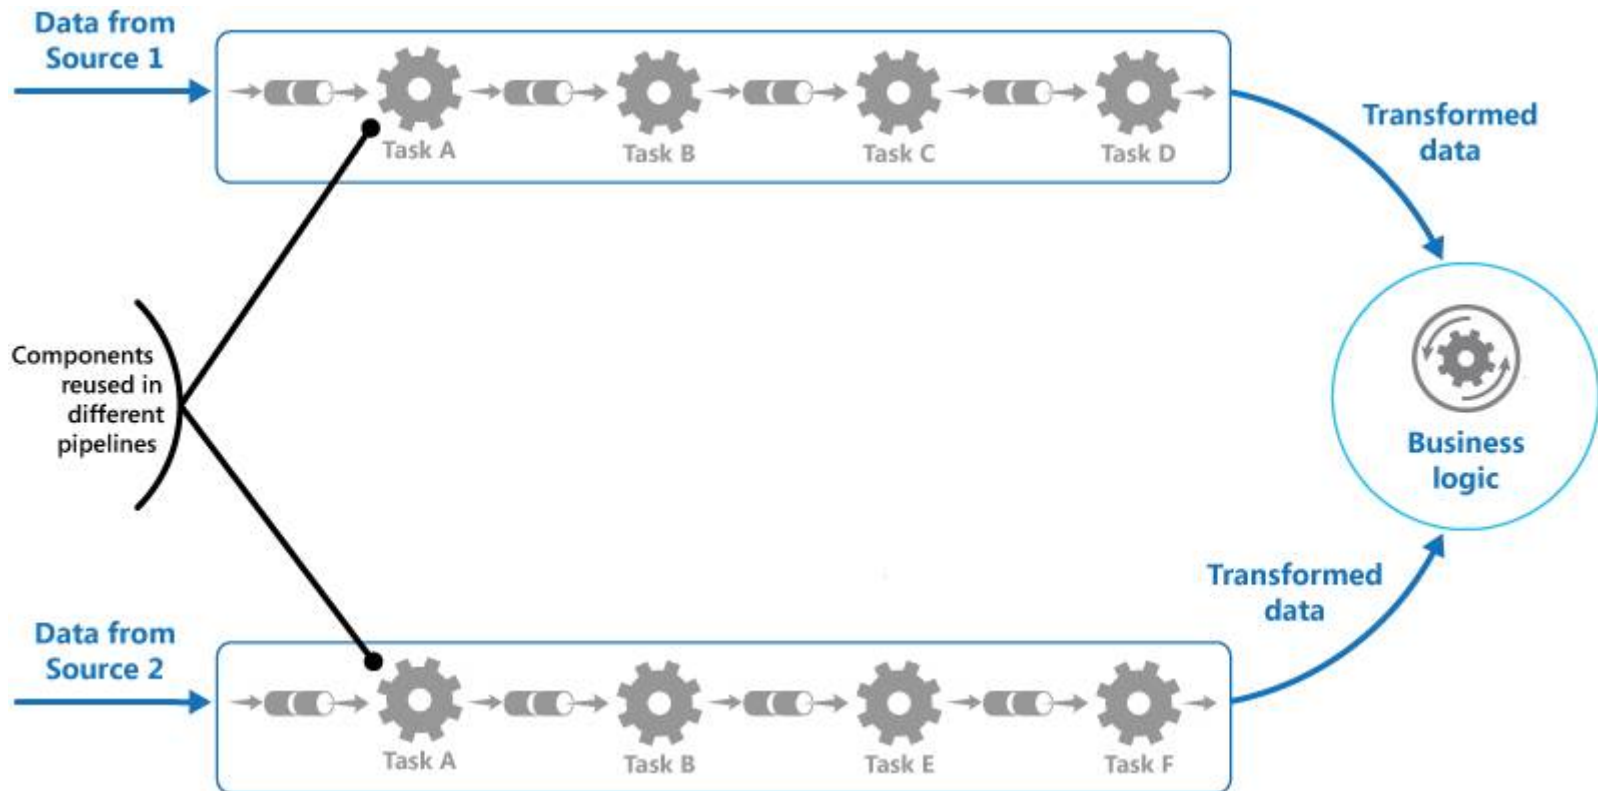 Data from
Source 1
Task A
Task B
Task C
Task D
Transformed
data
Components
reused in
different
pipelines
Business
logic
Transformed
data
Data from
Source 2
Task A
Task B
Task E
Task F